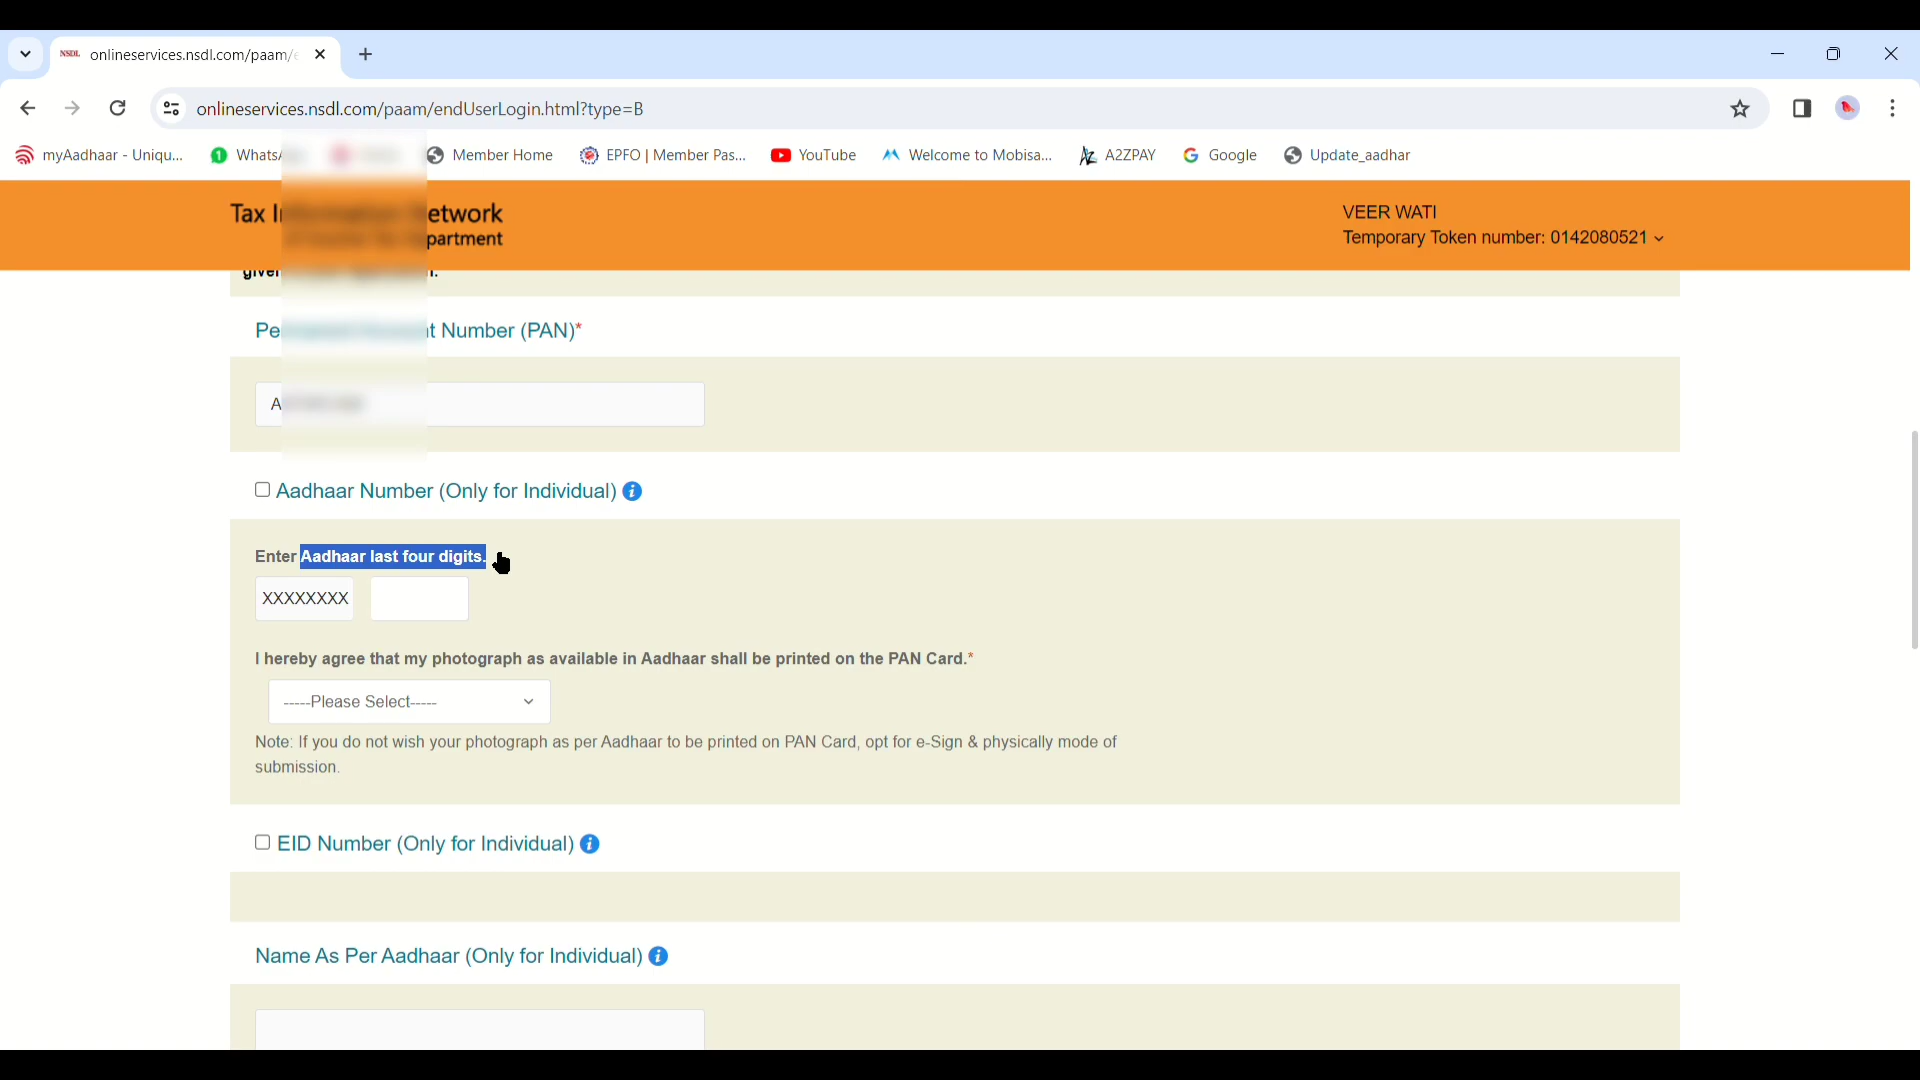 NSDL onlineservices.nsdl.com/paam/e
onlineservices.nsdl.com/paam/endUserLogin.html?type=B
myAadhaar - Uniqu... Whats Member Home EPFO | Member Pas... YouTube Welcome to Mobisa... A2ZPAY Google Update_aadhar
Tax I etwork
partment
VEER WATI
Temporary Token number: 0142080521
Pe t Number (PAN)*
A
Aadhaar Number (Only for Individual) i
Enter Aadhaar last four digits.
XXXXXXXX
I hereby agree that my photograph as available in Aadhaar shall be printed on the PAN Card.*
-----Please Select-----
Note: If you do not wish your photograph as per Aadhaar to be printed on PAN Card, opt for e-Sign & physically mode of
submission.
EID Number (Only for Individual) i
Name As Per Aadhaar (Only for Individual) i